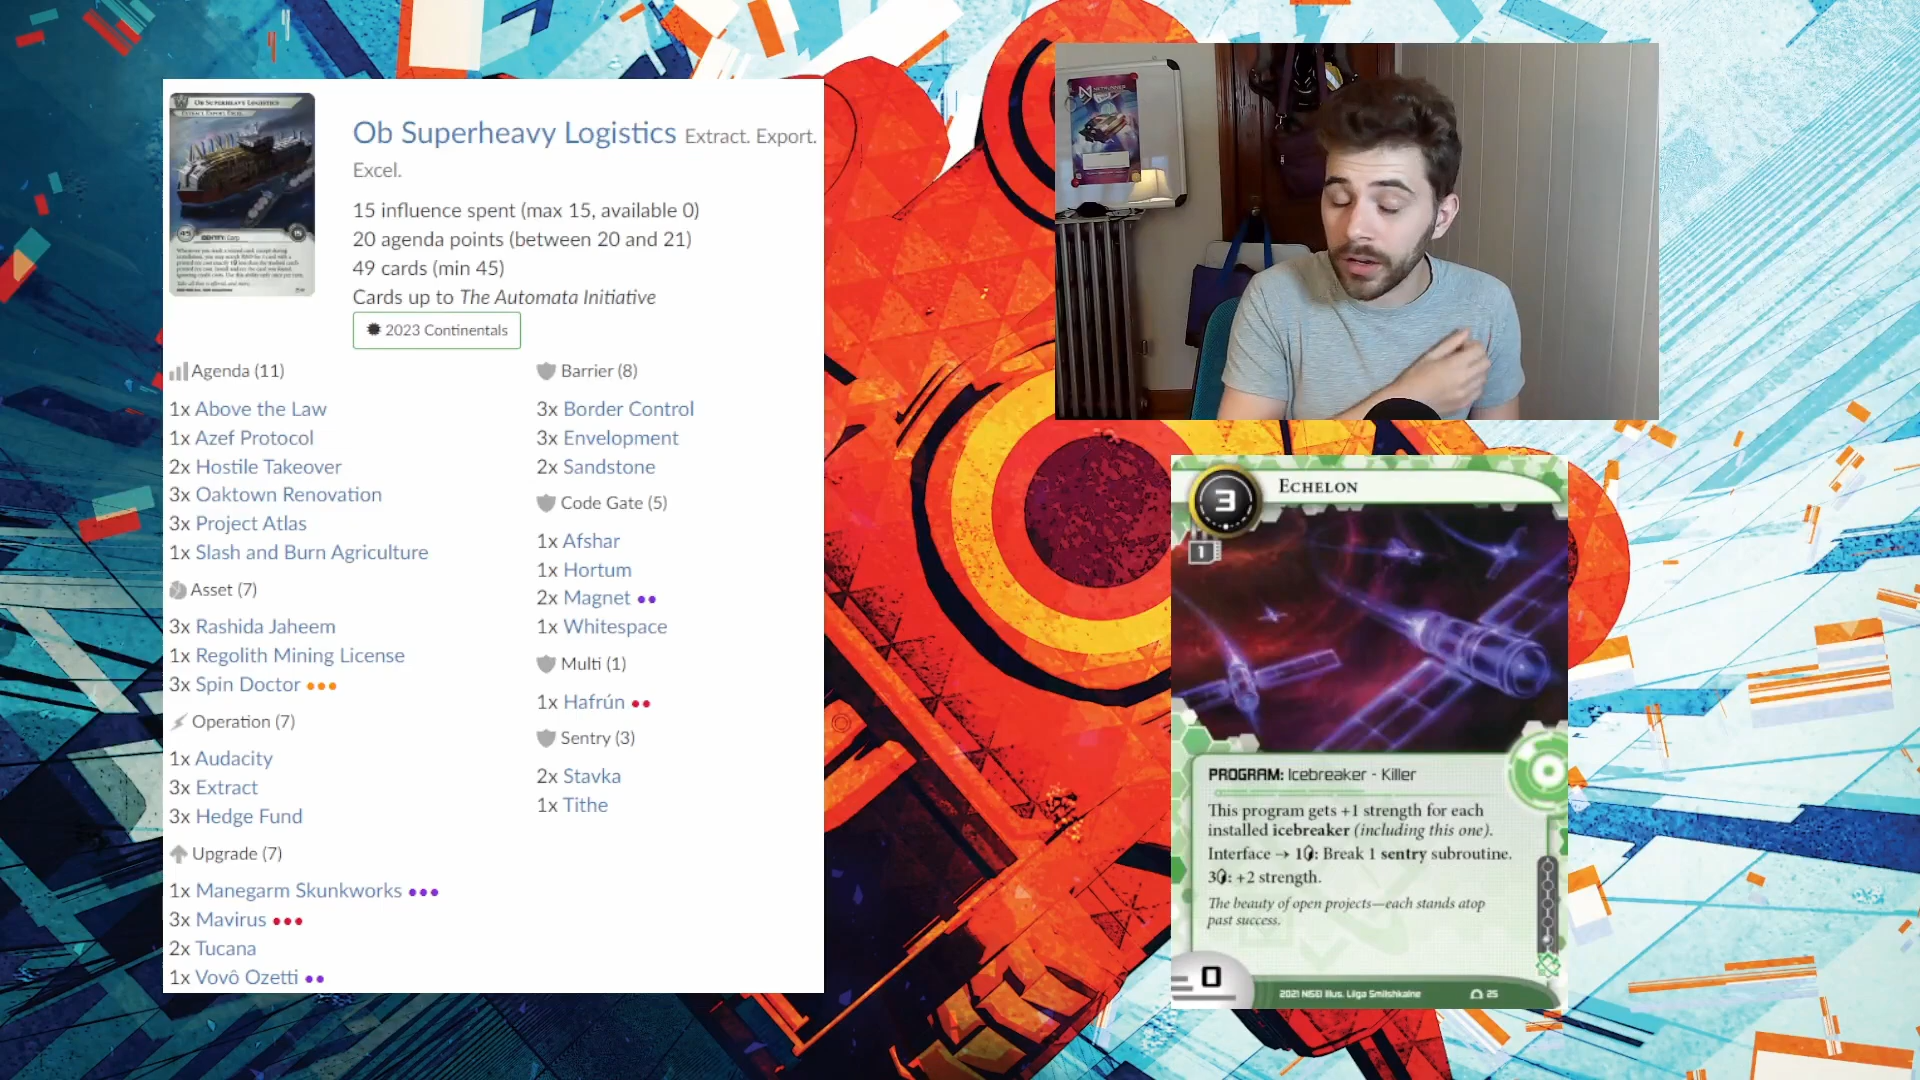 OB SUPERHEAVY LOGISTICS
Ob Superheavy Logistics Extract. Export.
Excel.
15 influence spent (max 15, available 0)
20 agenda points (between 20 and 21)
49 cards (min 45)
Cards up to The Automata Initiative
2023 Continentals
Agenda (11)
1x Above the Law
1x Azef Protocol
2x Hostile Takeover
3x Oaktown Renovation
3x Project Atlas
1x Slash and Burn Agriculture
Asset (7)
3x Rashida Jaheem
1x Regolith Mining License
3x Spin Doctor
Operation (7)
1x Audacity
3x Extract
3x Hedge Fund
Upgrade (7)
1x Manegarm Skunkworks
3x Mavirus
2x Tucana
1x Vovô Ozetti
Barrier (8)
3x Border Control
3x Envelopment
2x Sandstone
Code Gate (5)
1x Afshar
1x Hortum
2x Magnet
1x Whitespace
Multi (1)
1x Hafrún
Sentry (3)
2x Stavka
1x Tithe
NETRUNNER
3
ECHELON
1
PROGRAM: Icebreaker - Killer
This program gets +1 strength for each
installed icebreaker (including this one).
Interface → 1: Break 1 sentry subroutine.
3: +2 strength.
The beauty of open projects—each stands atop
past success.
0
2021 NISEI Illus. Liiga Smilshkalne
25